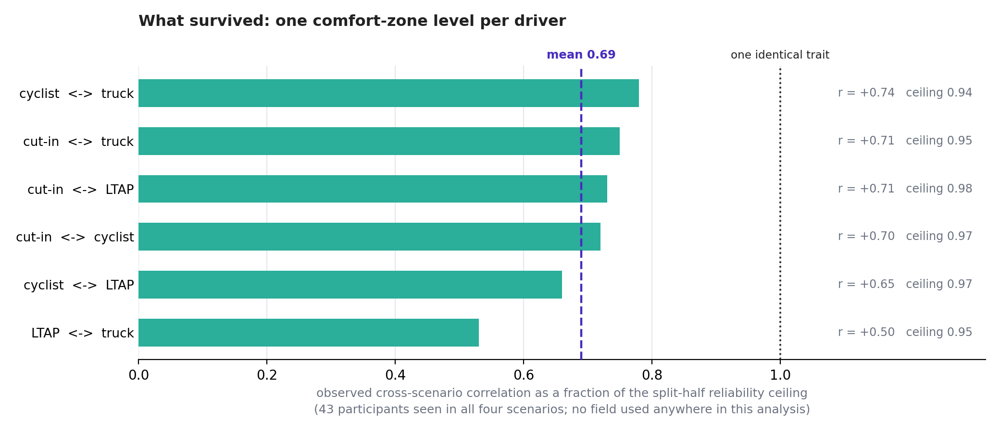 What survived: one comfort-zone level per driver
mean 0.69
one identical trait
cyclist <-> truck
r = +0.74 ceiling 0.94
cut-in <-> truck
r = +0.71 ceiling 0.95
cut-in <-> LTAP
r = +0.71 ceiling 0.98
cut-in <-> cyclist
r = +0.70 ceiling 0.97
cyclist <-> LTAP
r = +0.65 ceiling 0.97
LTAP <-> truck
r = +0.50 ceiling 0.95
0.0 0.2 0.4 0.6 0.8 1.0
observed cross-scenario correlation as a fraction of the split-half reliability ceiling
(43 participants seen in all four scenarios; no field used anywhere in this analysis)